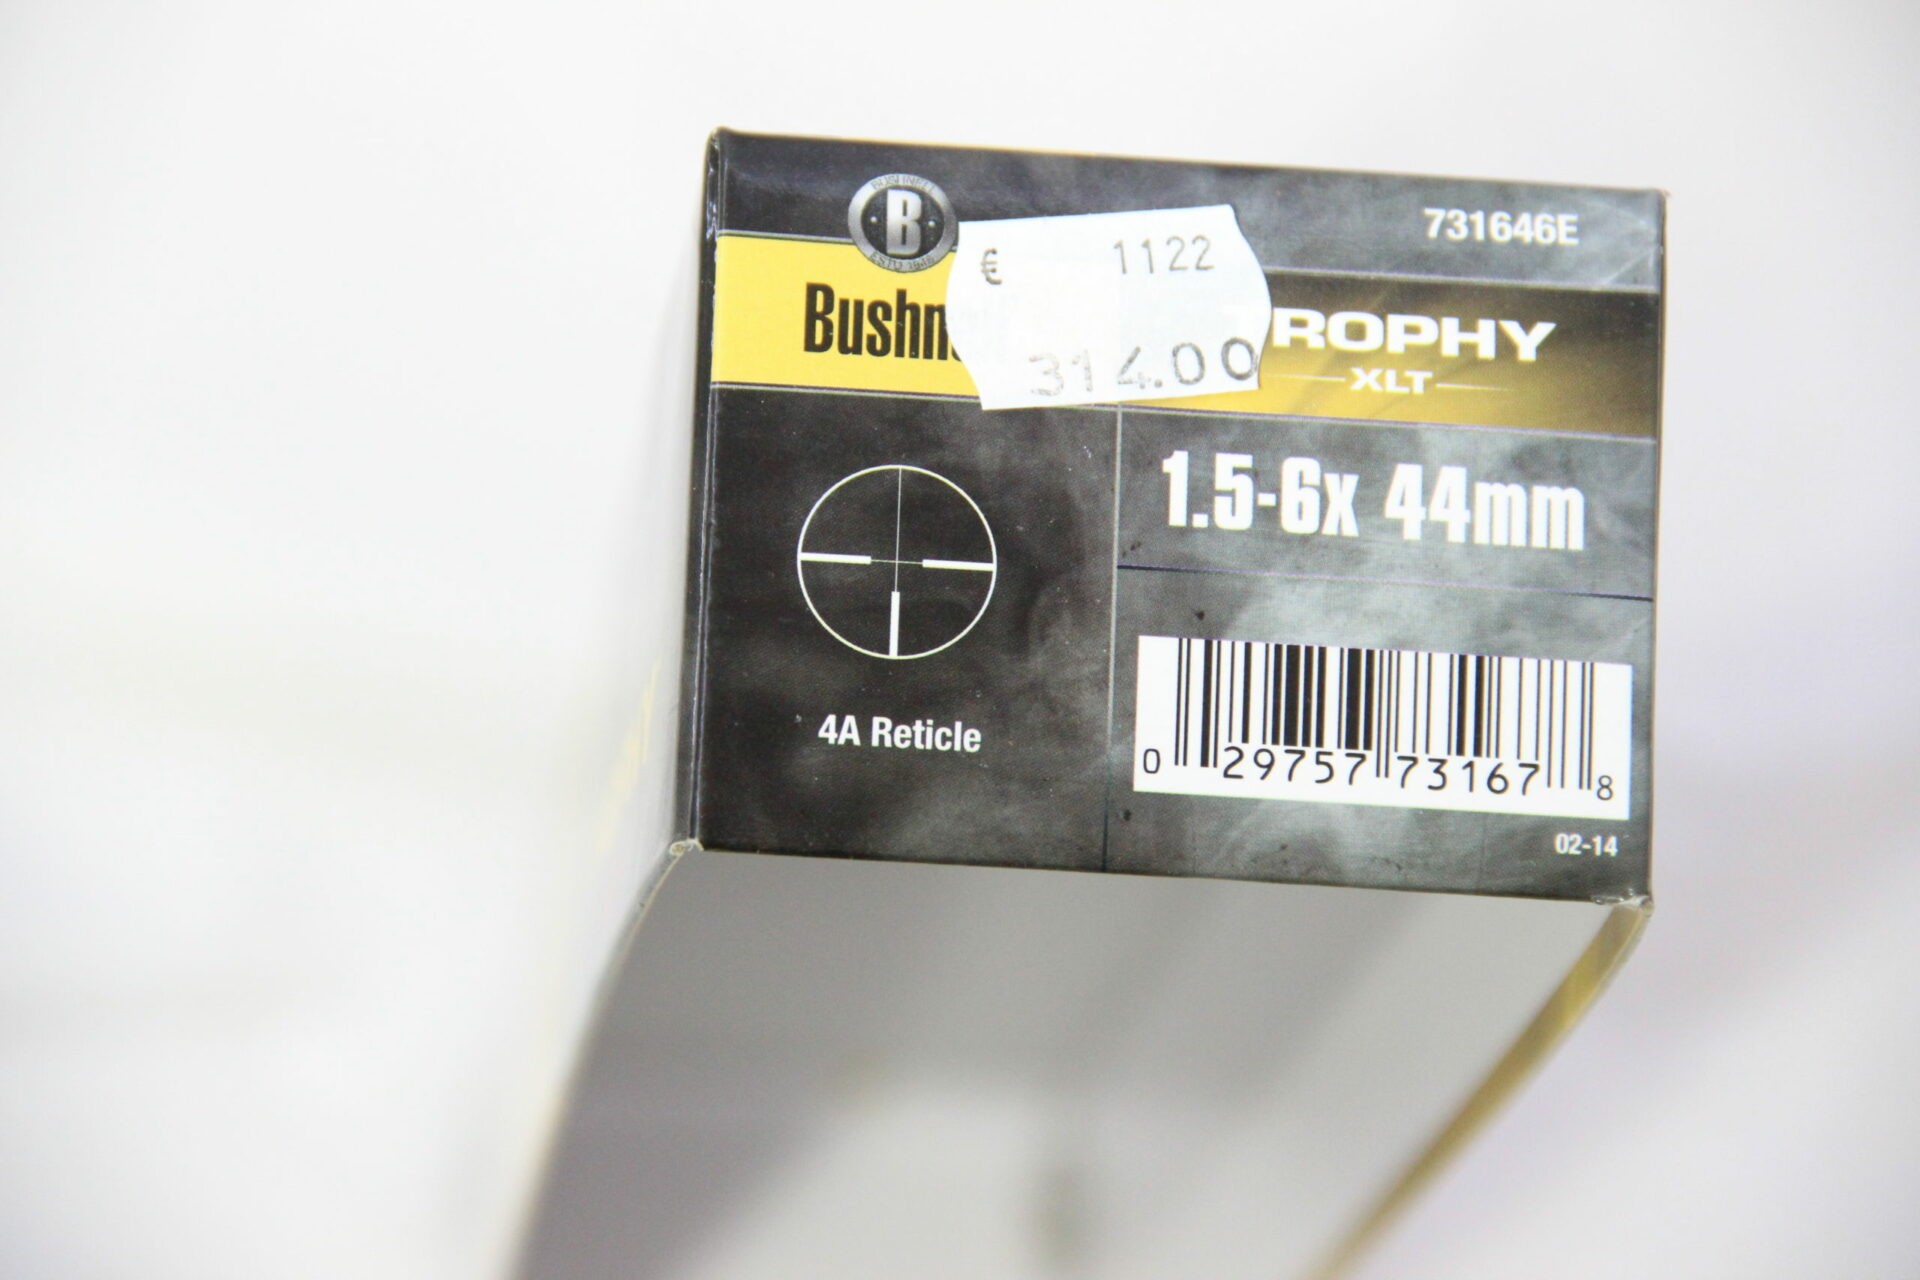 731646E
B
€ 1122
314.00
Bushn
ROPHY
XLT
1.5-6x 44mm
4A Reticle
0 29757 73167 8
02-14